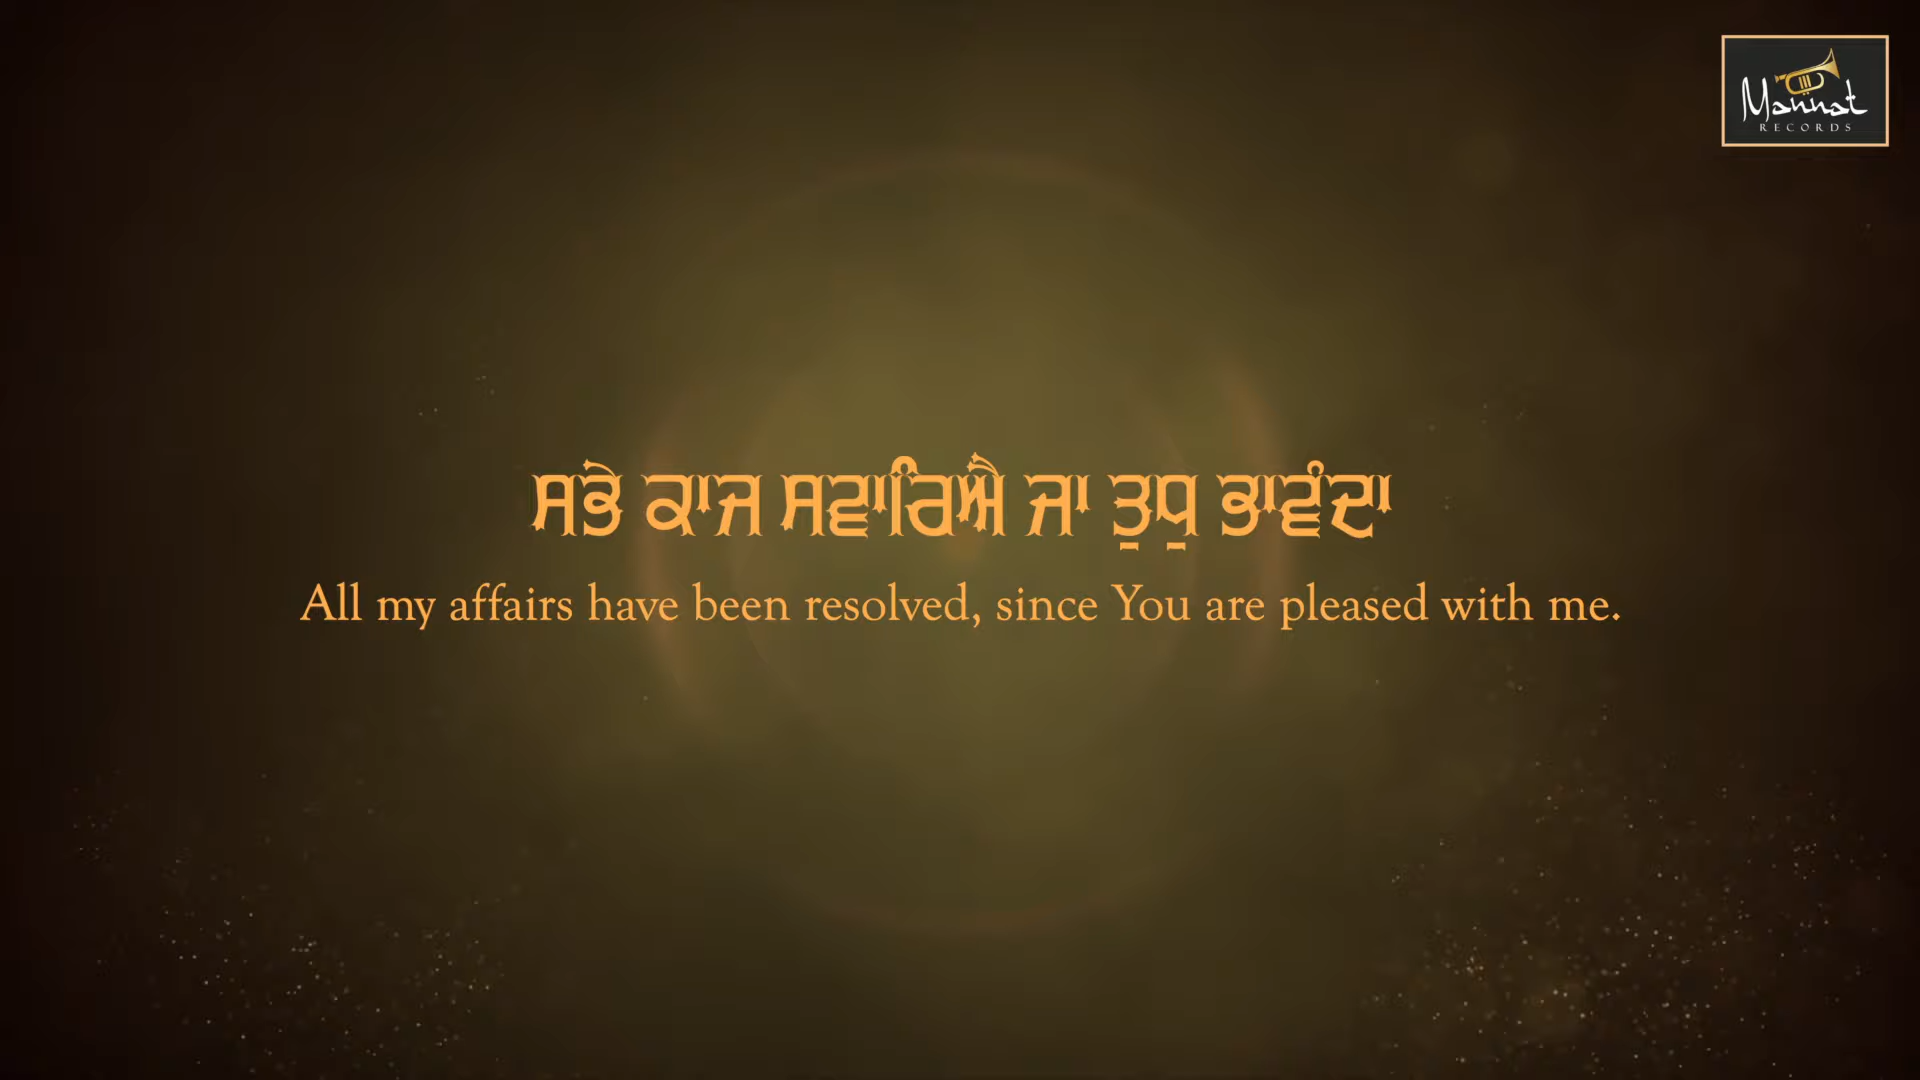 Mannat
RECORDS
ਸਭੇ ਕਾਜ ਸਵਾਰਿਐ ਜਾ ਤੁਧੁ ਭਾਵੰਦਾ
All my affairs have been resolved, since You are pleased with me.